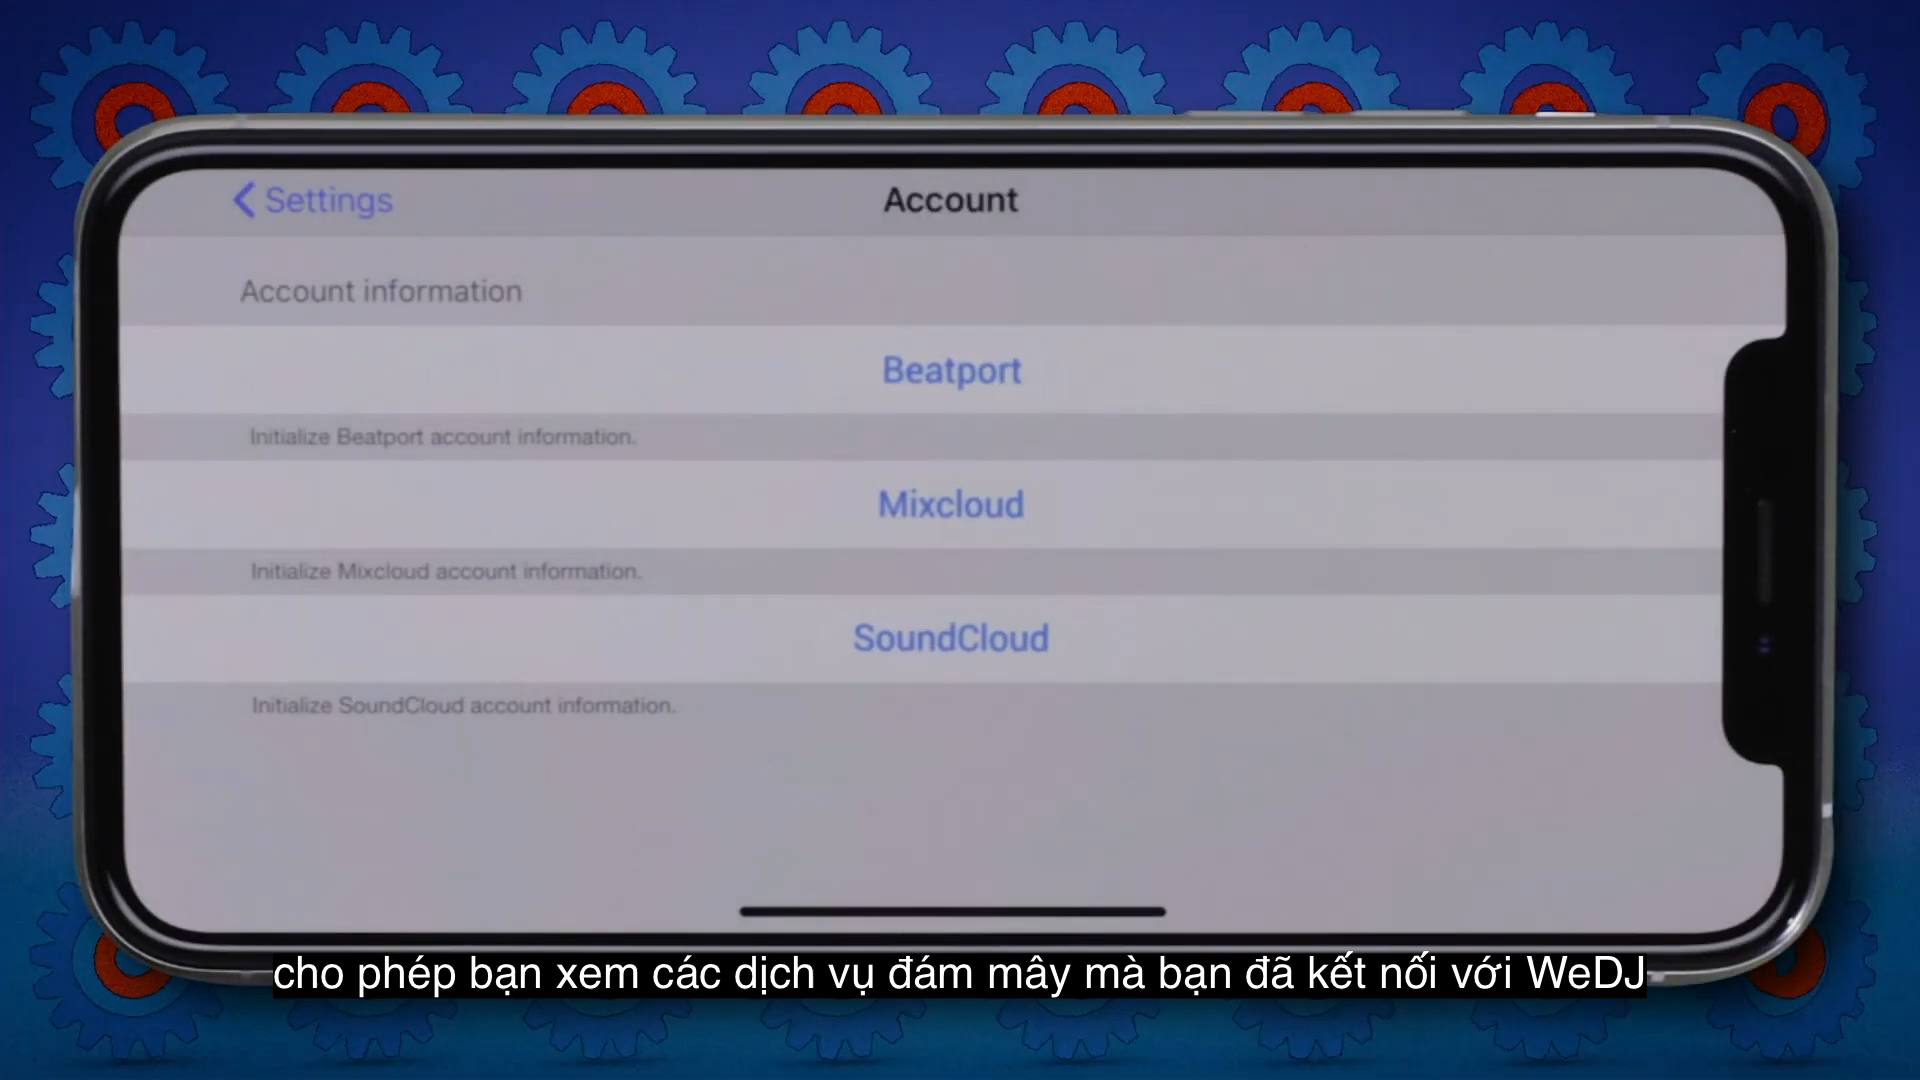 Settings
Account
Account information
Beatport
Initialize Beatport account information.
Mixcloud
Initialize Mixcloud account information.
SoundCloud
Initialize SoundCloud account information.
cho phép bạn xem các dịch vụ đám mây mà bạn đã kết nối với WeDJ